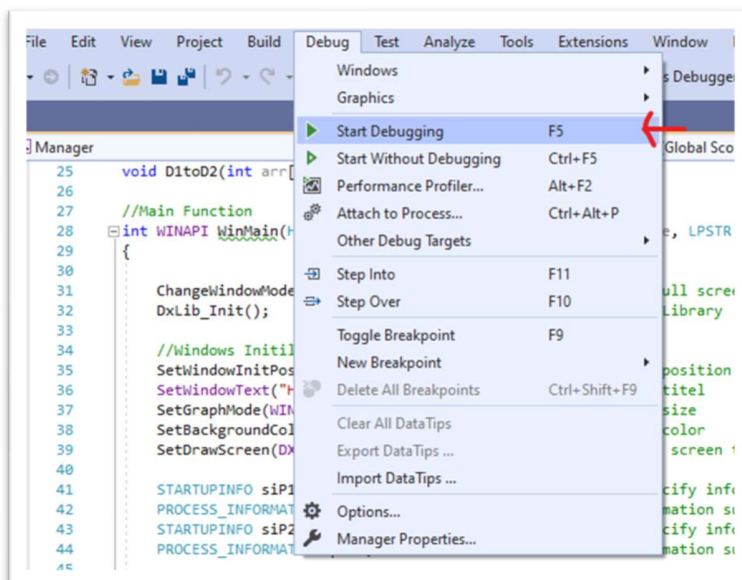 File Edit View Project Build Debug Test Analyze Tools Extensions Window
Windows
s Debugge
Graphics
Start Debugging F5
Manager
Global Sco
Start Without Debugging Ctrl+F5
25 void D1toD2(int arr[
Performance Profiler... Alt+F2
26
27 //Main Function
Attach to Process... Ctrl+Alt+P
28 int WINAPI WinMain(H
e, LPSTR
Other Debug Targets
29 {
30
Step Into F11
31 ChangeWindowMode
ull scree
Step Over F10
32 DxLib_Init();
Library
33
Toggle Breakpoint F9
34 //Windows Initil
New Breakpoint
35 SetWindowInitPos
position
Delete All Breakpoints Ctrl+Shift+F9
36 SetWindowText("H
titel
37 SetGraphMode(WIN
size
Clear All DataTips
38 SetBackgroundCol
color
Export DataTips ...
39 SetDrawScreen(DX
screen t
40
Import DataTips ...
41 STARTUPINFO siP1
cify info
42 PROCESS_INFORMAT
mation su
Options...
43 STARTUPINFO siP2
cify info
Manager Properties...
44 PROCESS_INFORMAT
mation su
45